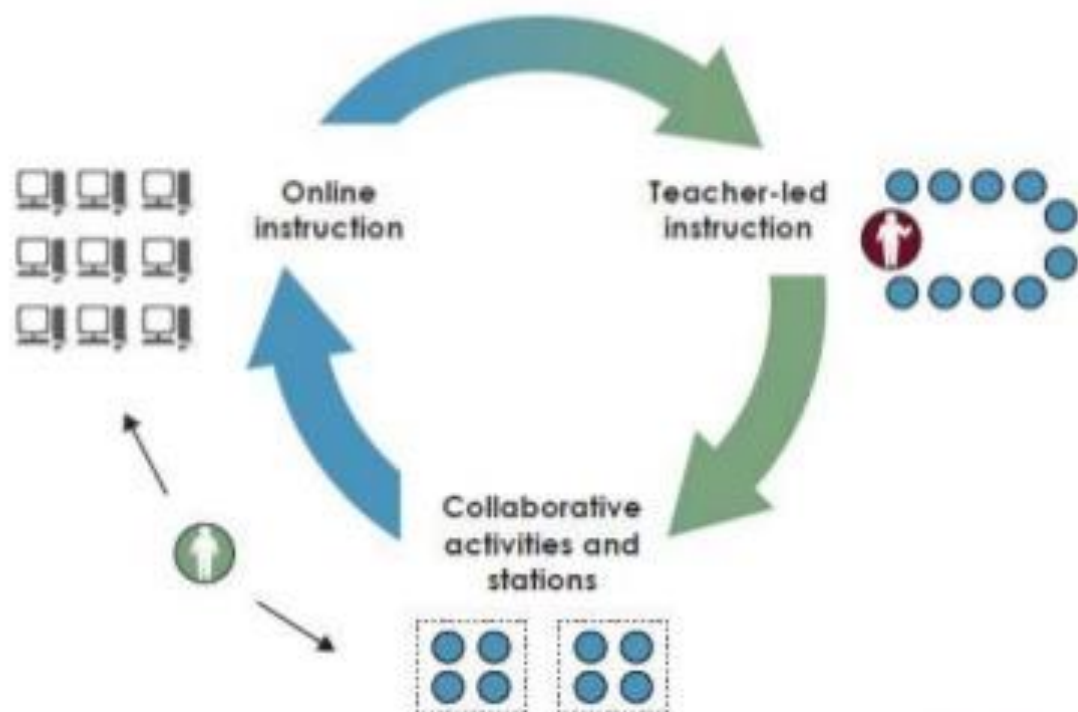 Online
instruction
Teacher-led
instruction
Collaborative
activities and
stations